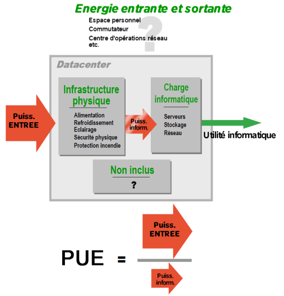 Energie entrante et sortante
Espace personnel
Commutateur
Centre d'opérations réseau
etc.
?
Datacenter
Infrastructure
physique
Alimentation
Refroidissement
Eclairage
Sécurité physique
Protection incendie
Charge
informatique
Serveurs
Stockage
Réseau
Puiss.
ENTREE
Puiss.
inform.
Utilité informatique
Non inclus
?
Puiss.
ENTREE
PUE =
Puiss.
inform.